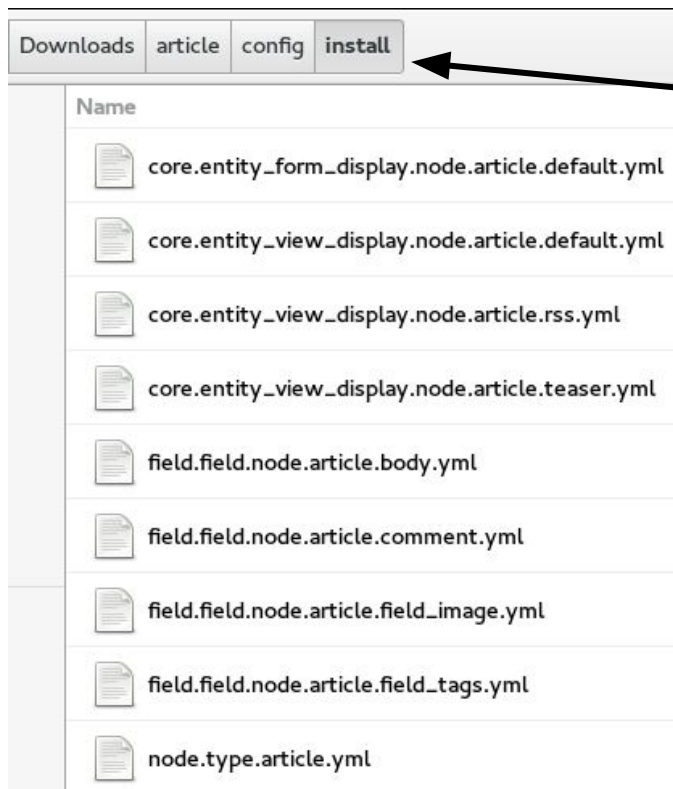 Downloads article config install
Name
core.entity_form_display.node.article.default.yml
core.entity_view_display.node.article.default.yml
core.entity_view_display.node.article.rss.yml
core.entity_view_display.node.article.teaser.yml
field.field.node.article.body.yml
field.field.node.article.comment.yml
field.field.node.article.field_image.yml
field.field.node.article.field_tags.yml
node.type.article.yml